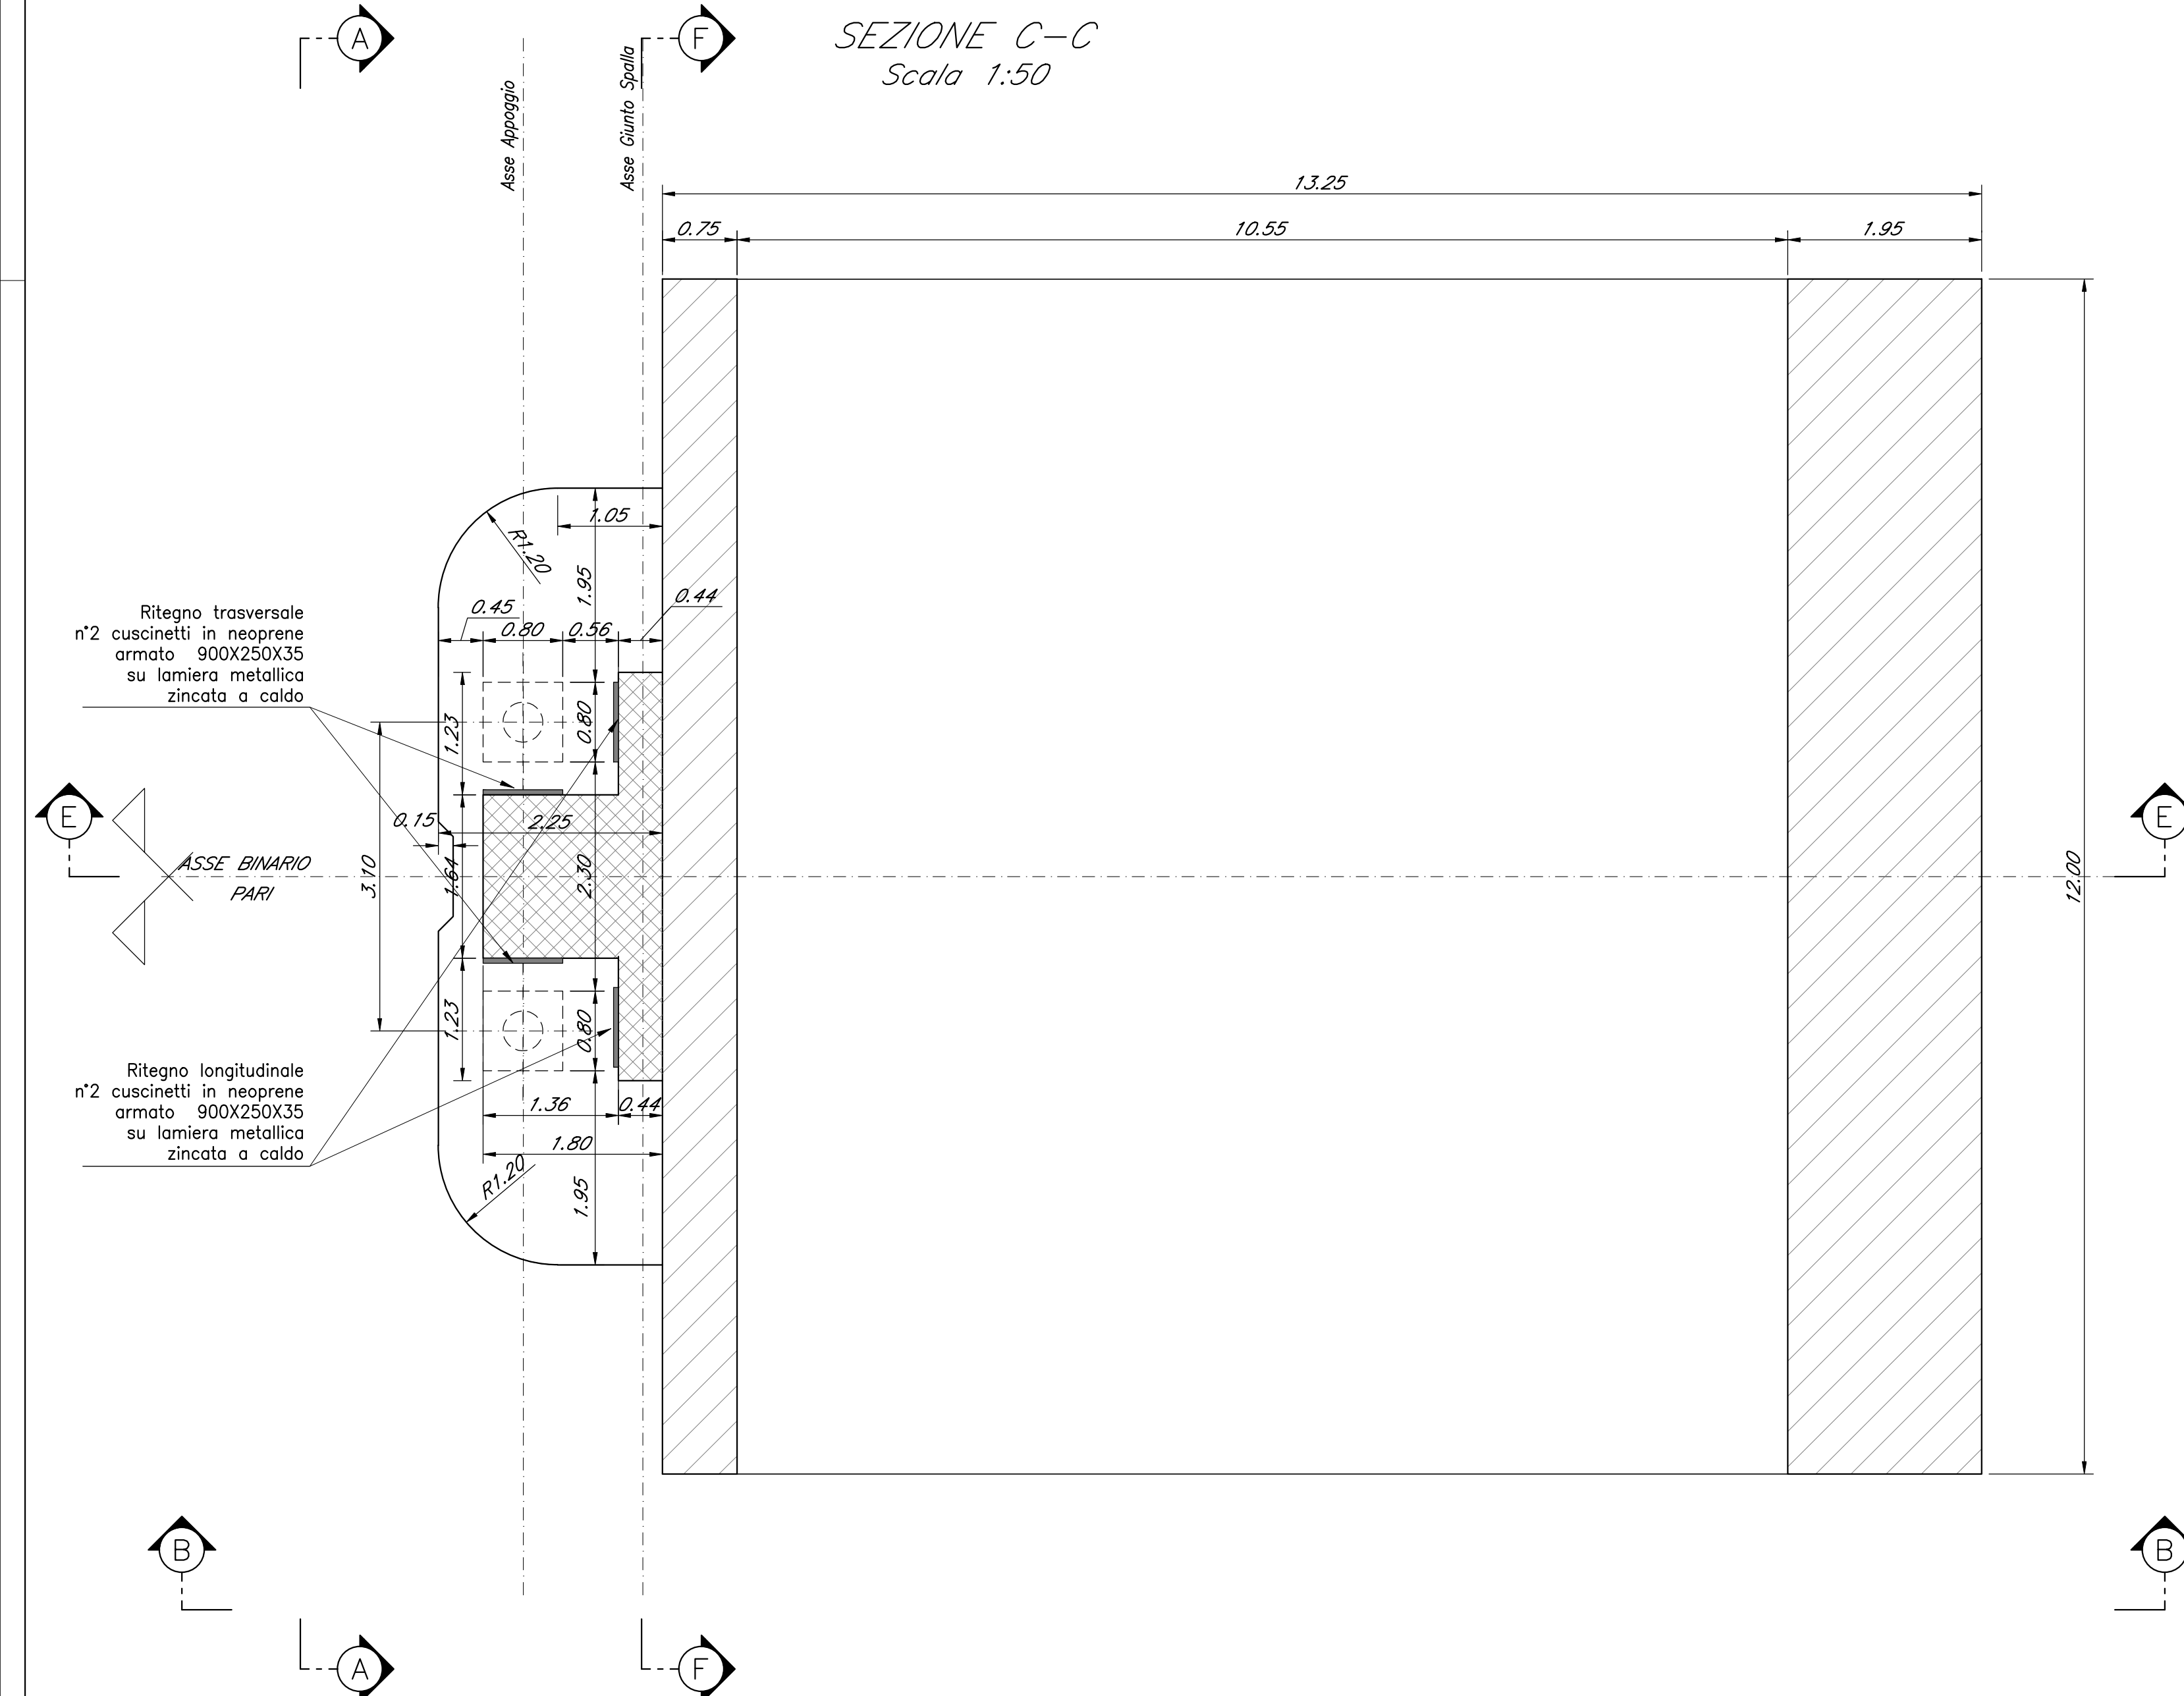 A
F
SEZIONE C-C
Scala 1:50
Asse Appoggio
Asse Giunto Spalla
13.25
0.75
10.55
1.95
1.05
R1.20
1.95
0.44
0.45
0.80
0.56
Ritegno trasversale
n°2 cuscinetti in neoprene
armato 900X250X35
su lamiera metallica
zincata a caldo
1.23
0.80
E
E
0.15
2.25
ASSE BINARIO
PARI
3.10
1.64
2.30
12.00
1.23
0.80
Ritegno longitudinale
n°2 cuscinetti in neoprene
armato 900X250X35
su lamiera metallica
zincata a caldo
1.36
0.44
1.80
R1.20
1.95
B
B
A
F